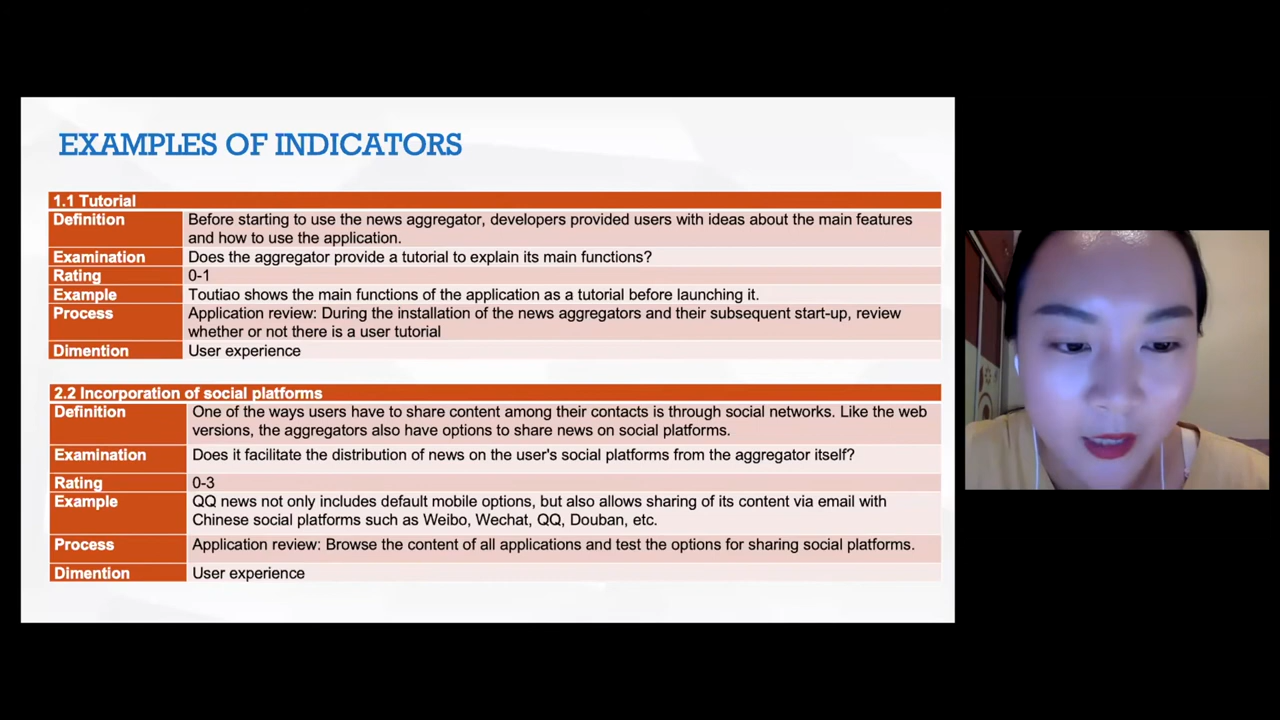 EXAMPLES OF INDICATORS
1.1 Tutorial
Definition
Before starting to use the news aggregator, developers provided users with ideas about the main features
and how to use the application.
Examination
Does the aggregator provide a tutorial to explain its main functions?
Rating
0-1
Example
Toutiao shows the main functions of the application as a tutorial before launching it.
Process
Application review: During the installation of the news aggregators and their subsequent start-up, review
whether or not there is a user tutorial
Dimention
User experience
2.2 Incorporation of social platforms
Definition
One of the ways users have to share content among their contacts is through social networks. Like the web
versions, the aggregators also have options to share news on social platforms.
Examination
Does it facilitate the distribution of news on the user's social platforms from the aggregator itself?
Rating
0-3
Example
QQ news not only includes default mobile options, but also allows sharing of its content via email with
Chinese social platforms such as Weibo, Wechat, QQ, Douban, etc.
Process
Application review: Browse the content of all applications and test the options for sharing social platforms.
Dimention
User experience